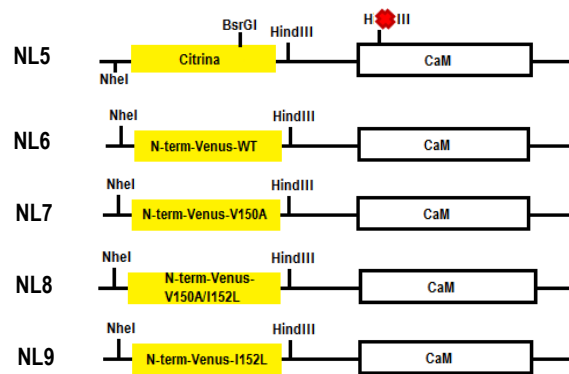 BsrGI
HindIII
H III
NL5
Citrina
CaM
NheI
NheI
HindIII
NL6
N-term-Venus-WT
CaM
NheI
HindIII
NL7
N-term-Venus-V150A
CaM
NheI
HindIII
NL8
N-term-Venus-
V150A/I152L
CaM
NheI
HindIII
NL9
N-term-Venus-I152L
CaM